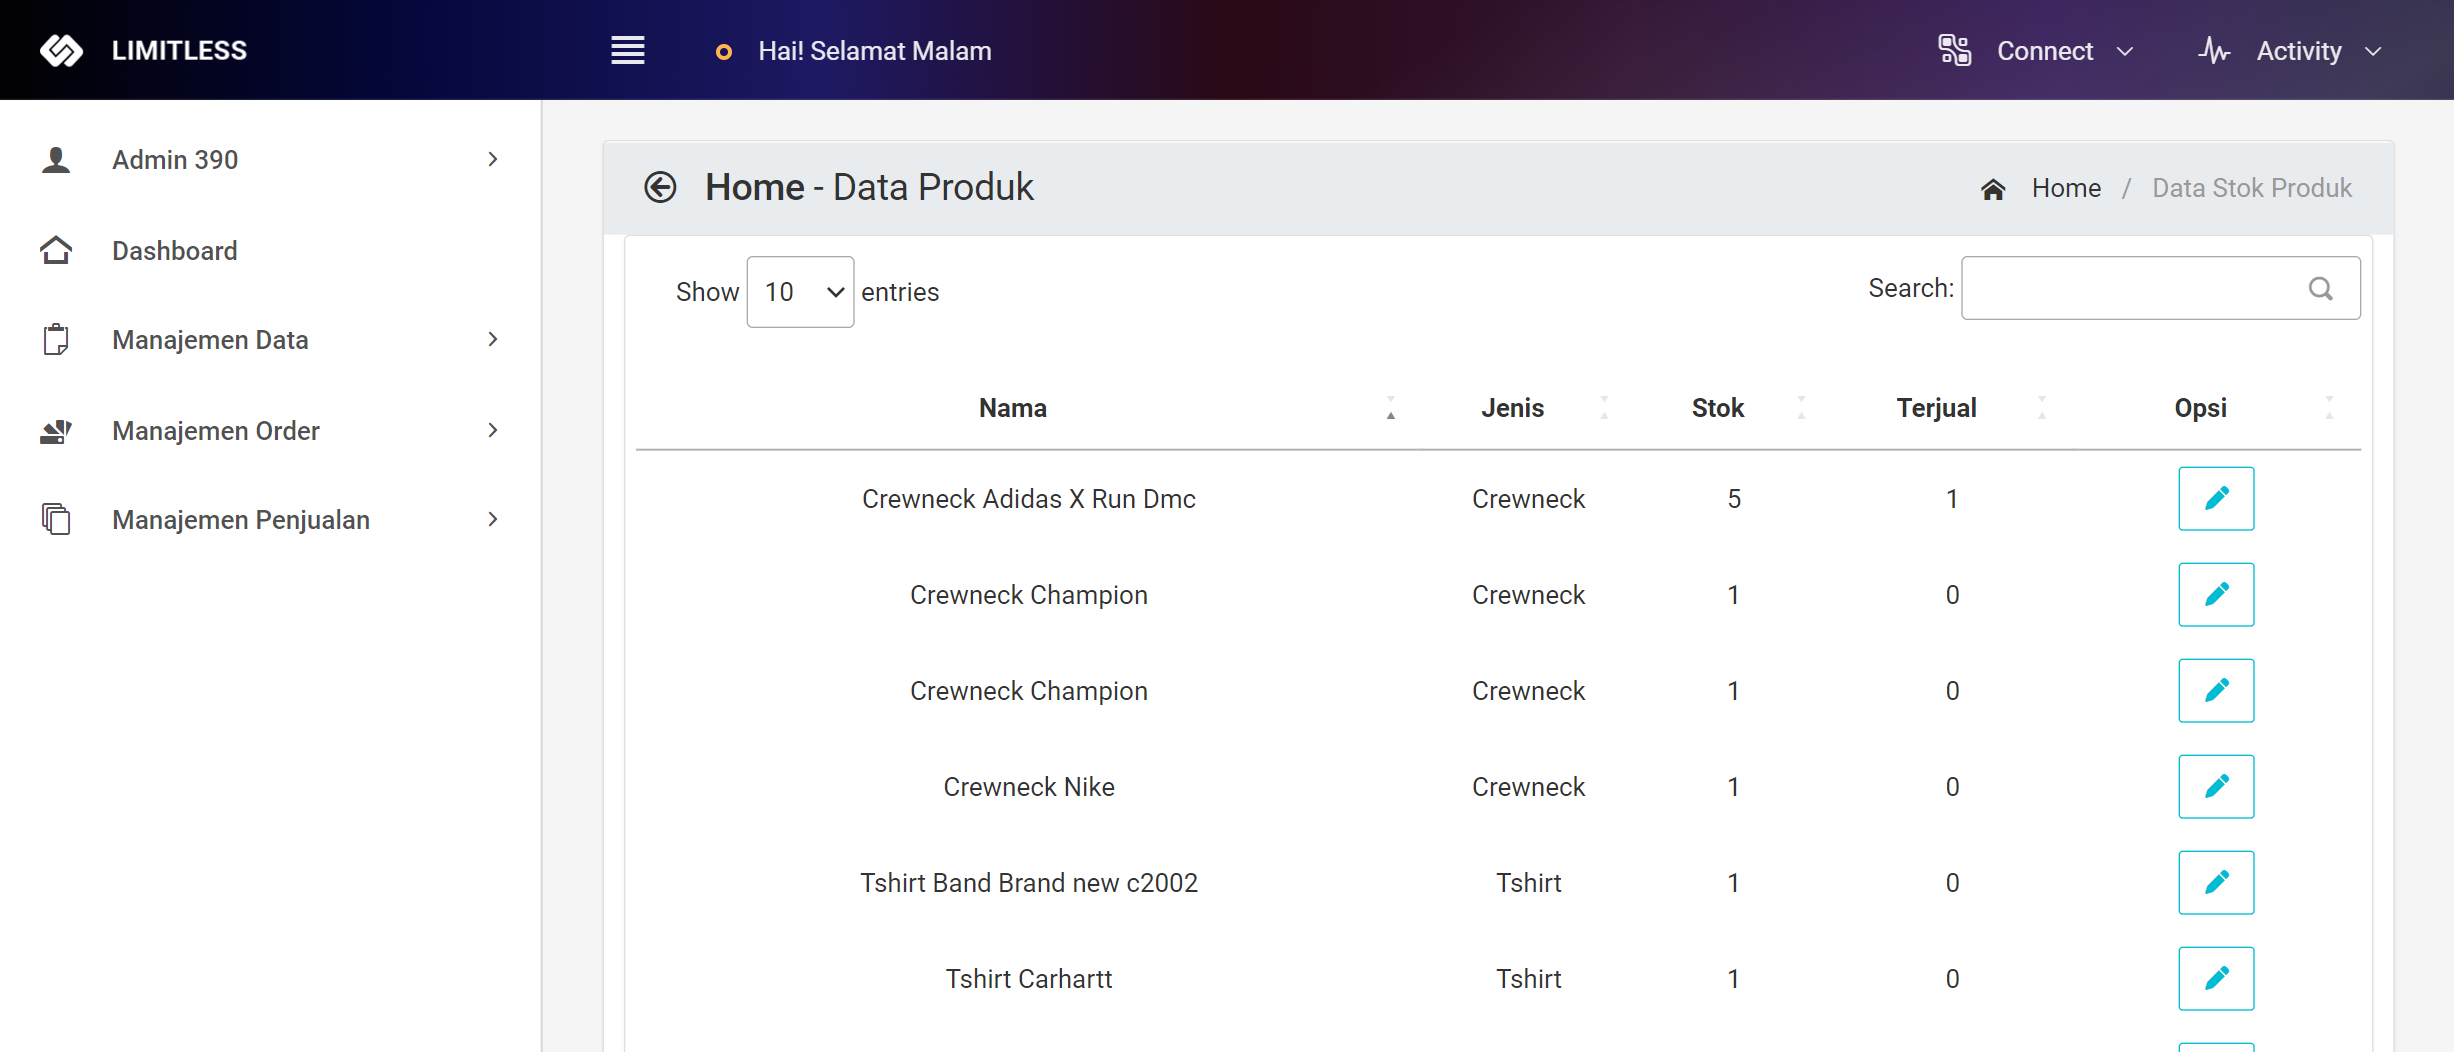 LIMITLESS
Hai! Selamat Malam
Connect
Activity
Admin 390
Dashboard
Manajemen Data
Manajemen Order
Manajemen Penjualan
Home - Data Produk
Home / Data Stok Produk
Show 10 entries
Search:
Nama Jenis Stok Terjual Opsi
Crewneck Adidas X Run Dmc Crewneck 5 1
Crewneck Champion Crewneck 1 0
Crewneck Champion Crewneck 1 0
Crewneck Nike Crewneck 1 0
Tshirt Band Brand new c2002 Tshirt 1 0
Tshirt Carhartt Tshirt 1 0